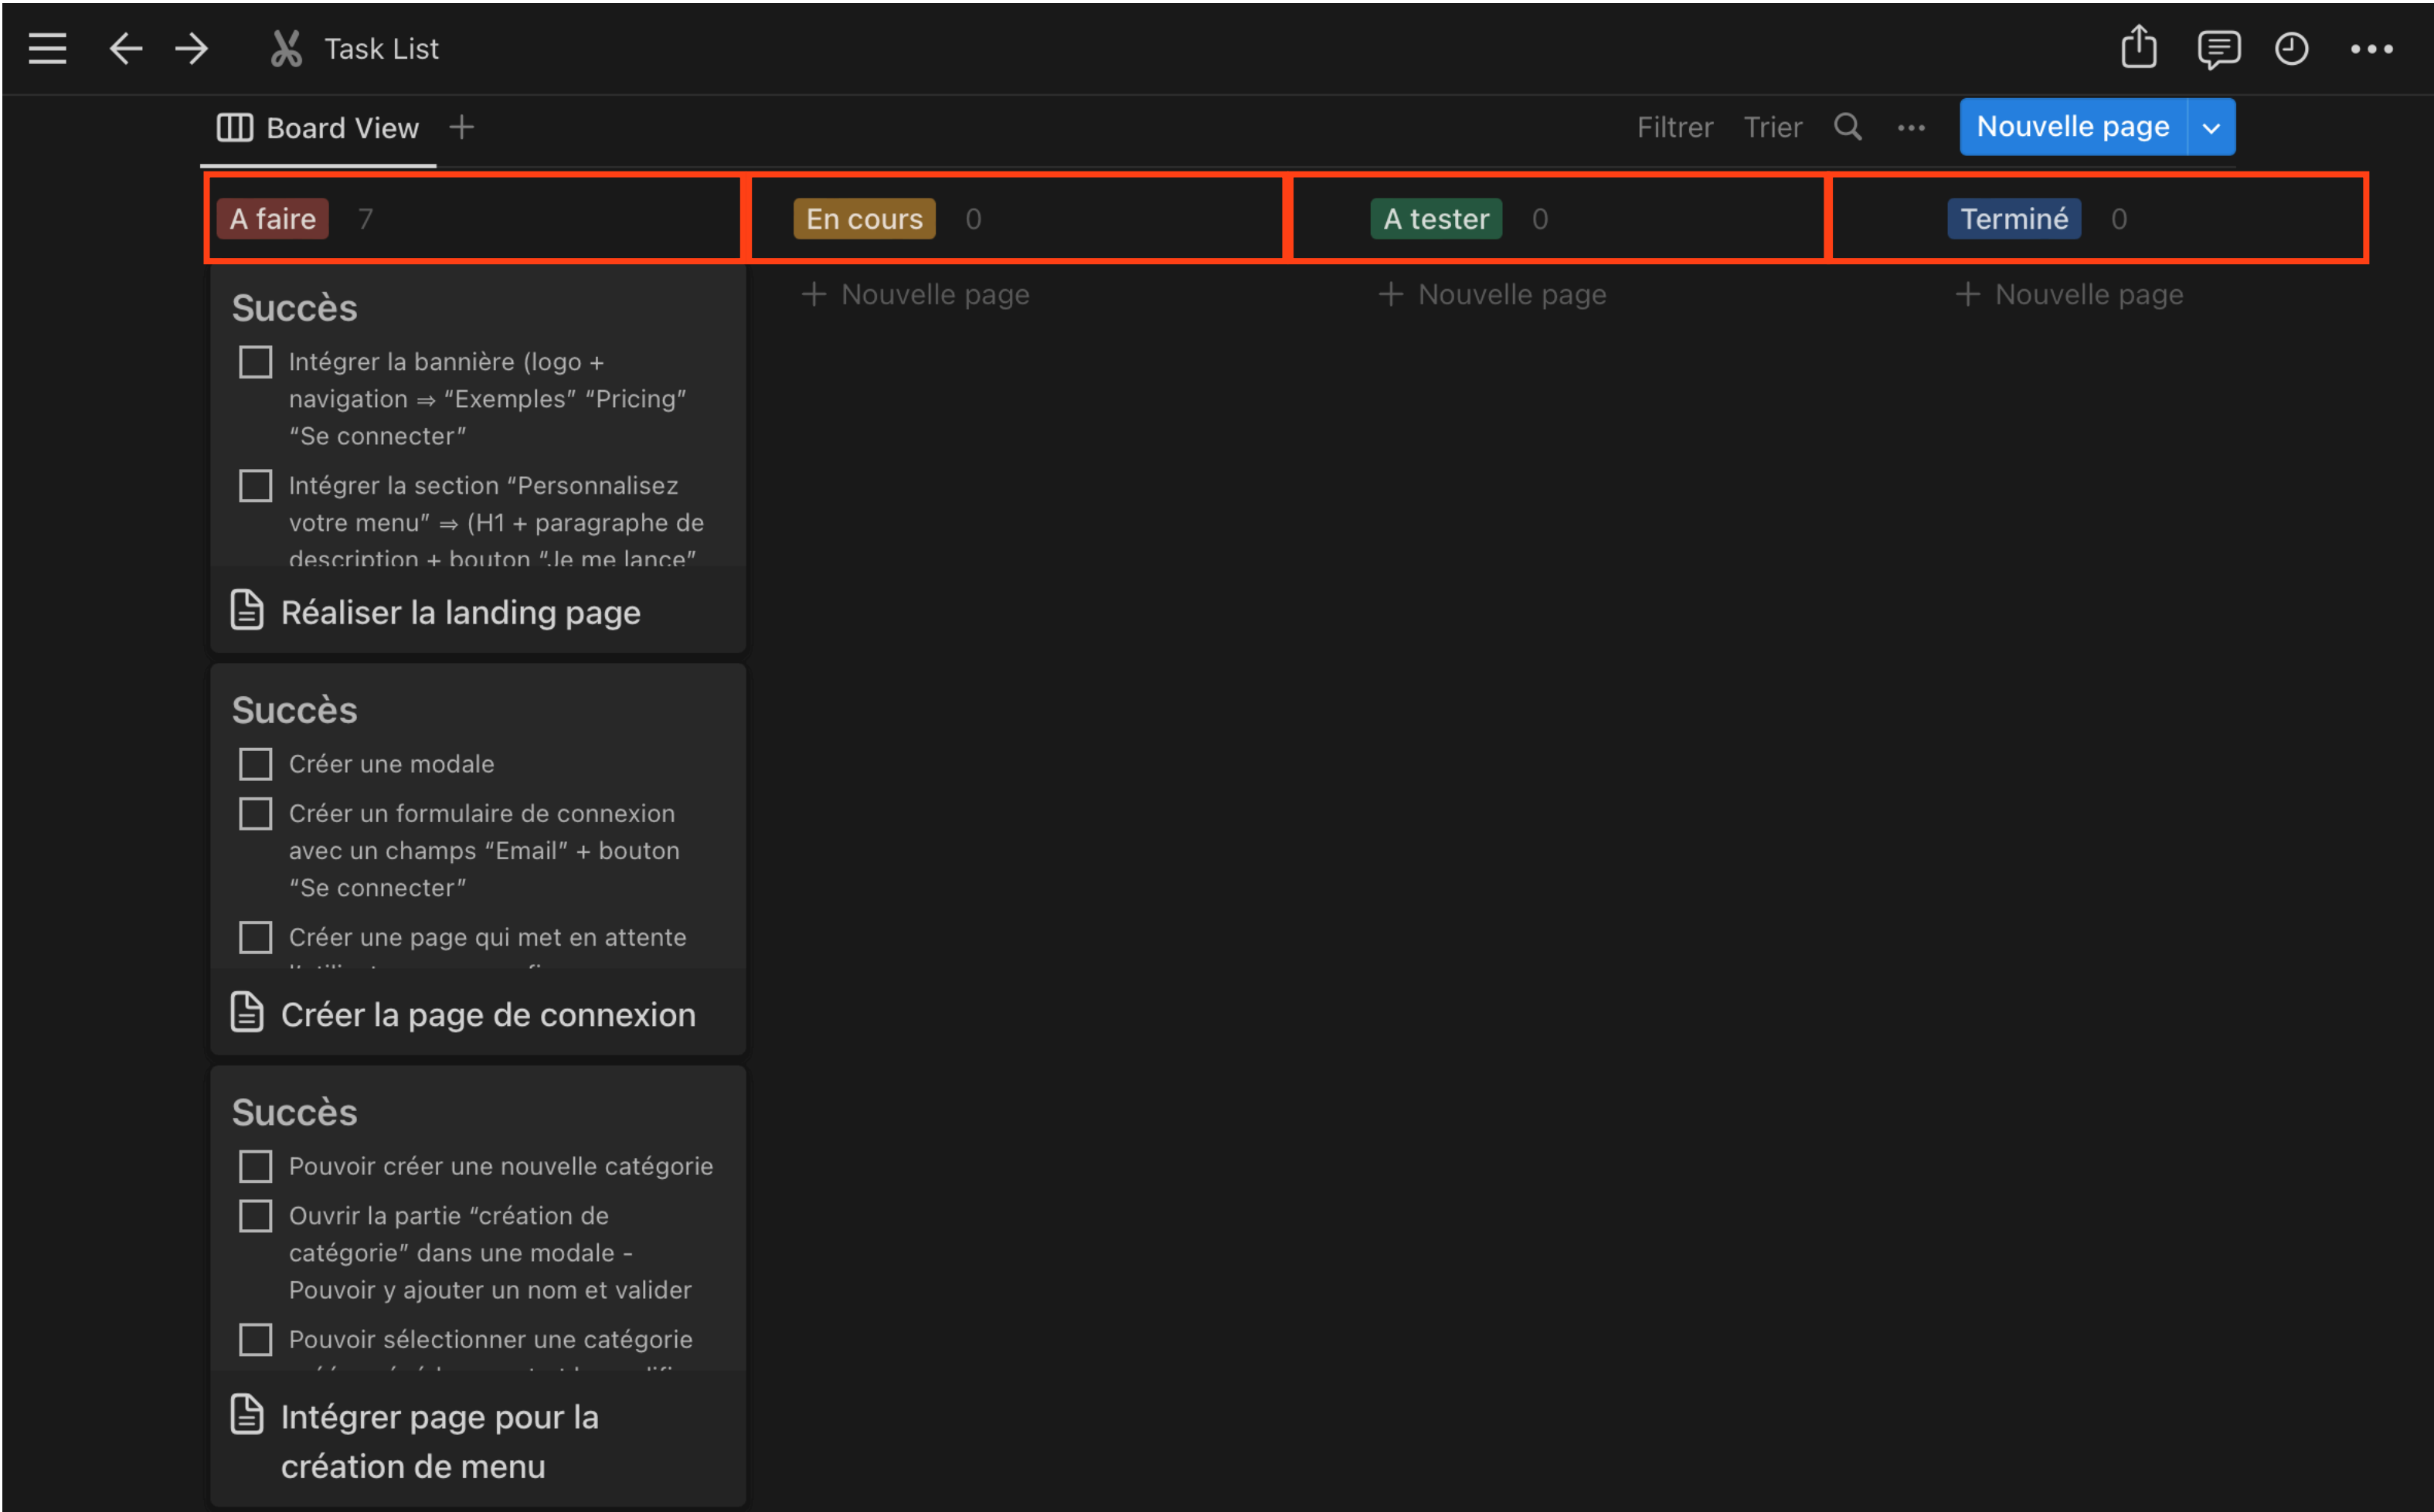 Task List
Board View
Filtrer Trier Nouvelle page
A faire 7
En cours 0
A tester 0
Terminé 0
+ Nouvelle page
+ Nouvelle page
+ Nouvelle page
Succès
Intégrer la bannière (logo +
navigation ⇒ “Exemples” “Pricing”
“Se connecter”
Intégrer la section “Personnalisez
votre menu” ⇒ (H1 + paragraphe de
description + bouton “Je me lance”
Réaliser la landing page
Succès
Créer une modale
Créer un formulaire de connexion
avec un champs “Email” + bouton
“Se connecter”
Créer une page qui met en attente
Créer la page de connexion
Succès
Pouvoir créer une nouvelle catégorie
Ouvrir la partie “création de
catégorie” dans une modale -
Pouvoir y ajouter un nom et valider
Pouvoir sélectionner une catégorie
Intégrer page pour la
création de menu